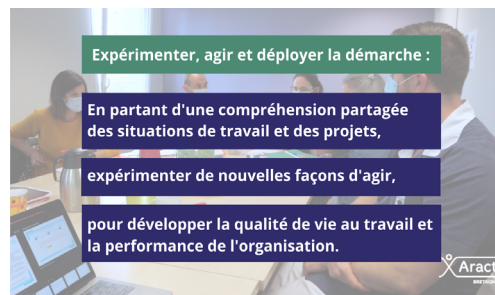 Expérimenter, agir et déployer la démarche :
En partant d'une compréhension partagée
des situations de travail et des projets,
expérimenter de nouvelles façons d'agir,
pour développer la qualité de vie au travail et
la performance de l'organisation.
Aract